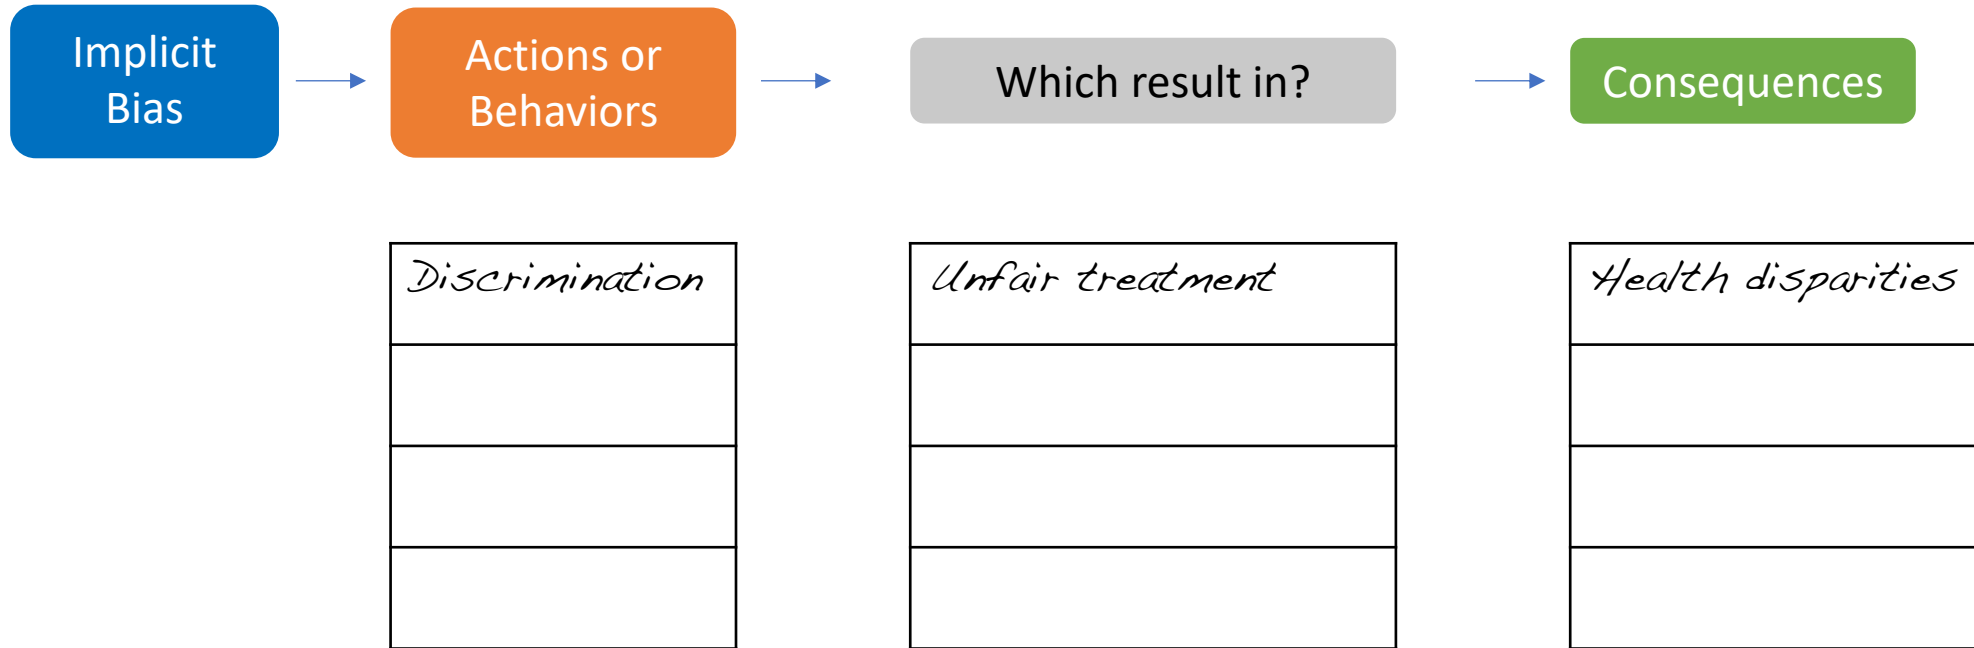 Implicit
Bias
Actions or
Behaviors
Which result in?
Consequences
Discrimination
Unfair treatment
Health disparities